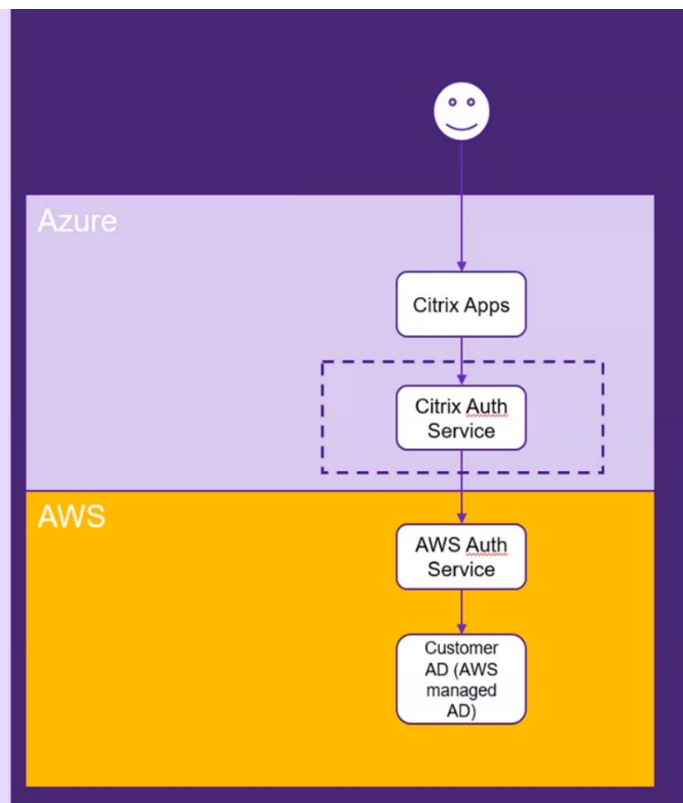 Azure
Citrix Apps
Citrix Auth
Service
AWS
AWS Auth
Service
Customer
AD (AWS
managed
AD)